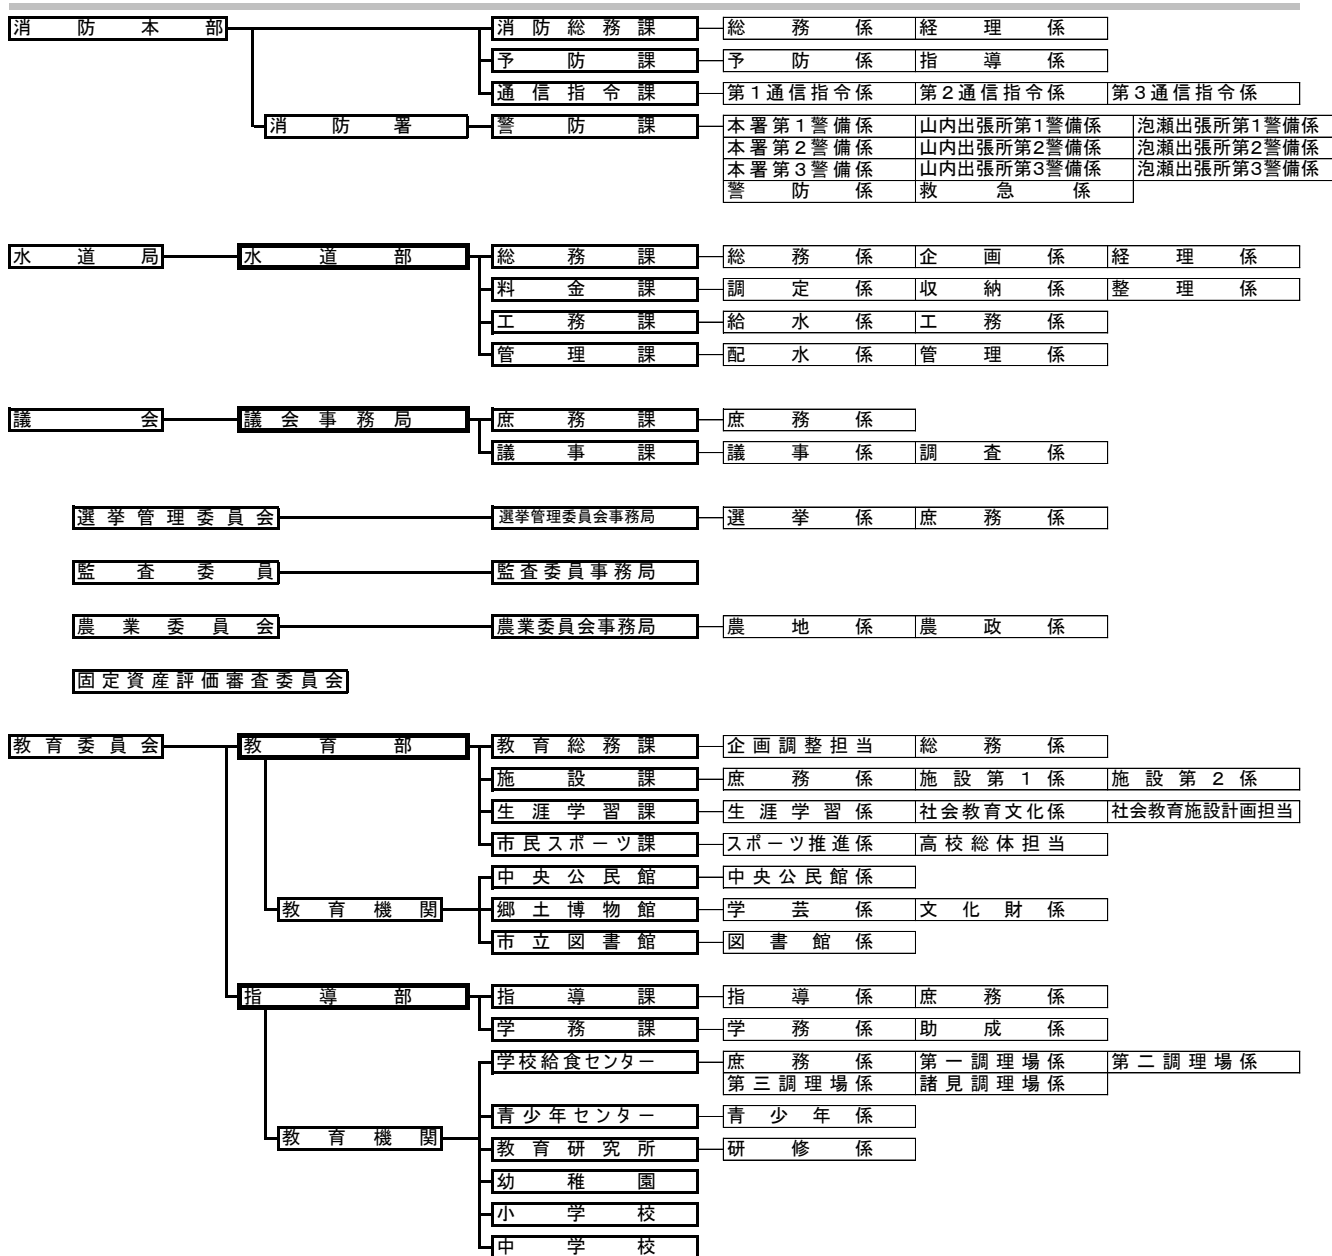 消防本部 消防総務課 総務係 経理係
予防課 予防係 指導係
通信指令課 第1通信指令係 第2通信指令係 第3通信指令係
消防署 警防課 本署第1警備係 山内出張所第1警備係 泡瀬出張所第1警備係
本署第2警備係 山内出張所第2警備係 泡瀬出張所第2警備係
本署第3警備係 山内出張所第3警備係 泡瀬出張所第3警備係
警防係 救急係
水道局 水道部 総務課 総務係 企画係 経理係
料金課 調定係 収納係 整理係
工務課 給水係 工務係
管理課 配水係 管理係
議会 議会事務局 庶務課 庶務係
議事課 議事係 調査係
選挙管理委員会 選挙管理委員会事務局 選挙係 庶務係
監査委員 監査委員事務局
農業委員会 農業委員会事務局 農地係 農政係
固定資産評価審査委員会
教育委員会 教育部 教育総務課 企画調整担当 総務係
施設課 庶務係 施設第1係 施設第2係
生涯学習課 生涯学習係 社会教育文化係 社会教育施設計画担当
市民スポーツ課 スポーツ推進係 高校総体担当
中央公民館 中央公民館係
教育機関 郷土博物館 学芸係 文化財係
市立図書館 図書館係
指導部 指導課 指導係 庶務係
学務課 学務係 助成係
学校給食センター 庶務係 第一調理場係 第二調理場係
第三調理場係 諸見調理場係
青少年センター 青少年係
教育機関 教育研究所 研修係
幼稚園
小学校
中学校